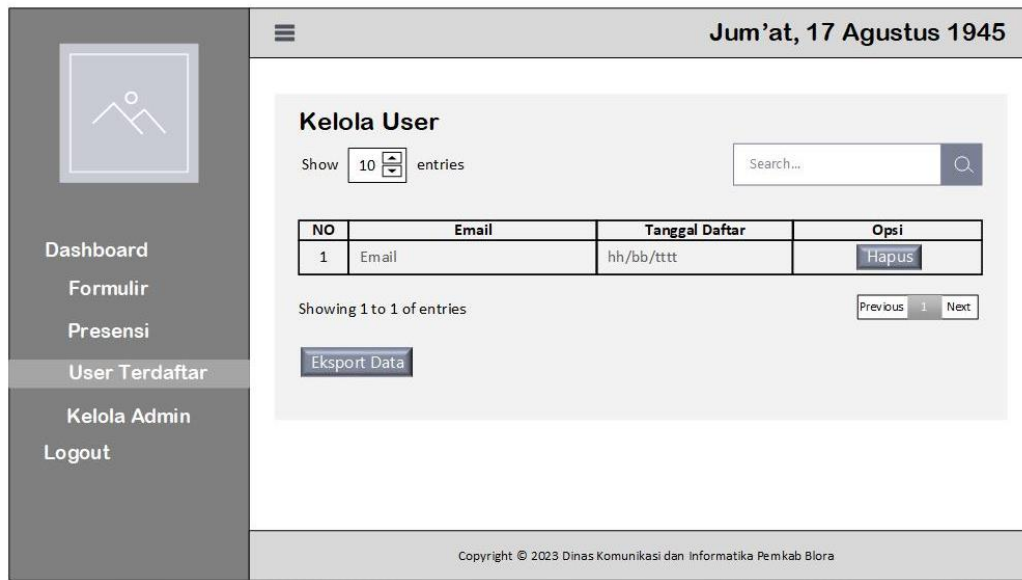 Jum'at, 17 Agustus 1945
Dashboard
Formulir
Presensi
User Terdaftar
Kelola Admin
Logout
Kelola User
Show 10 entries
Search...
NO Email Tanggal Daftar Opsi
1 Email hh/bb/tttt Hapus
Showing 1 to 1 of entries
Previous 1 Next
Eksport Data
Copyright © 2023 Dinas Komunikasi dan Informatika Pemkab Blora